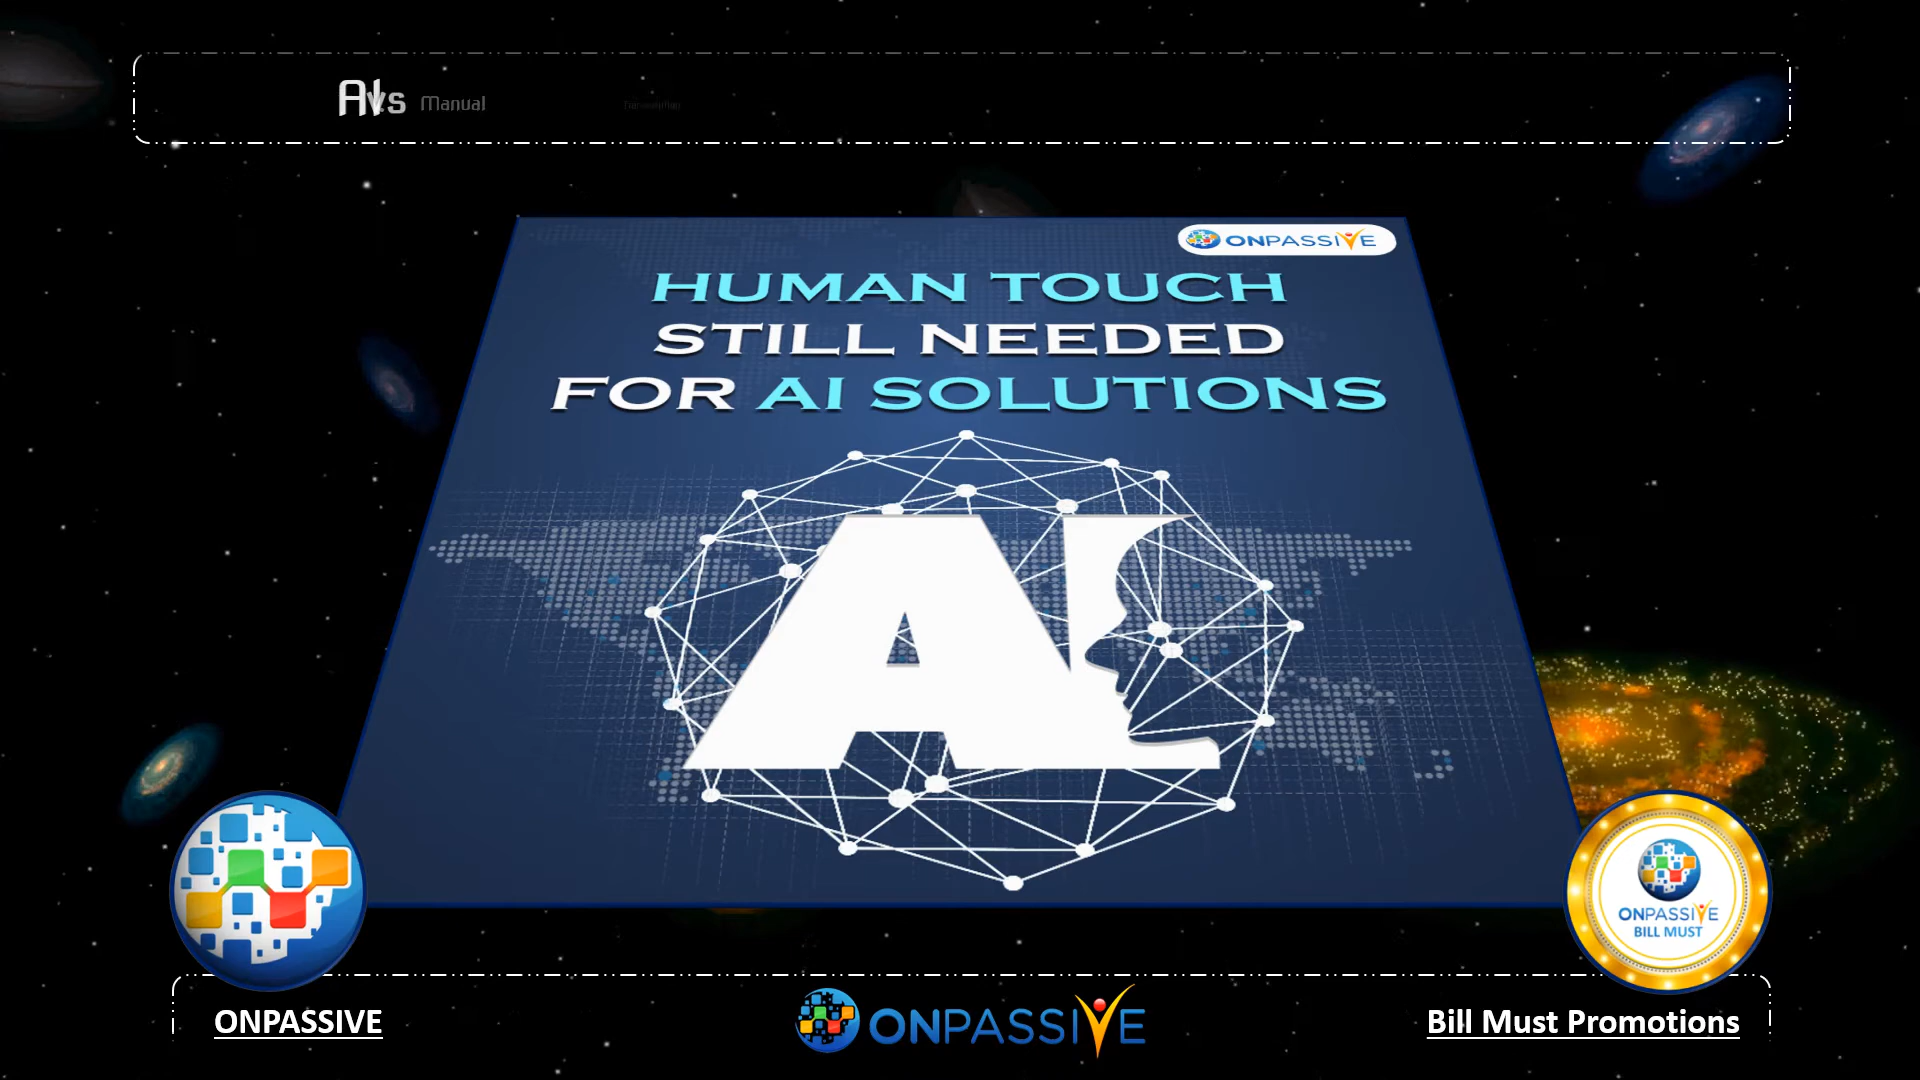 AI vs Manual
ONPASSIVE
HUMAN TOUCH
STILL NEEDED
FOR AI SOLUTIONS
AI
ONPASSIVE
BILL MUST
ONPASSIVE
ONPASSIVE
Bill Must Promotions